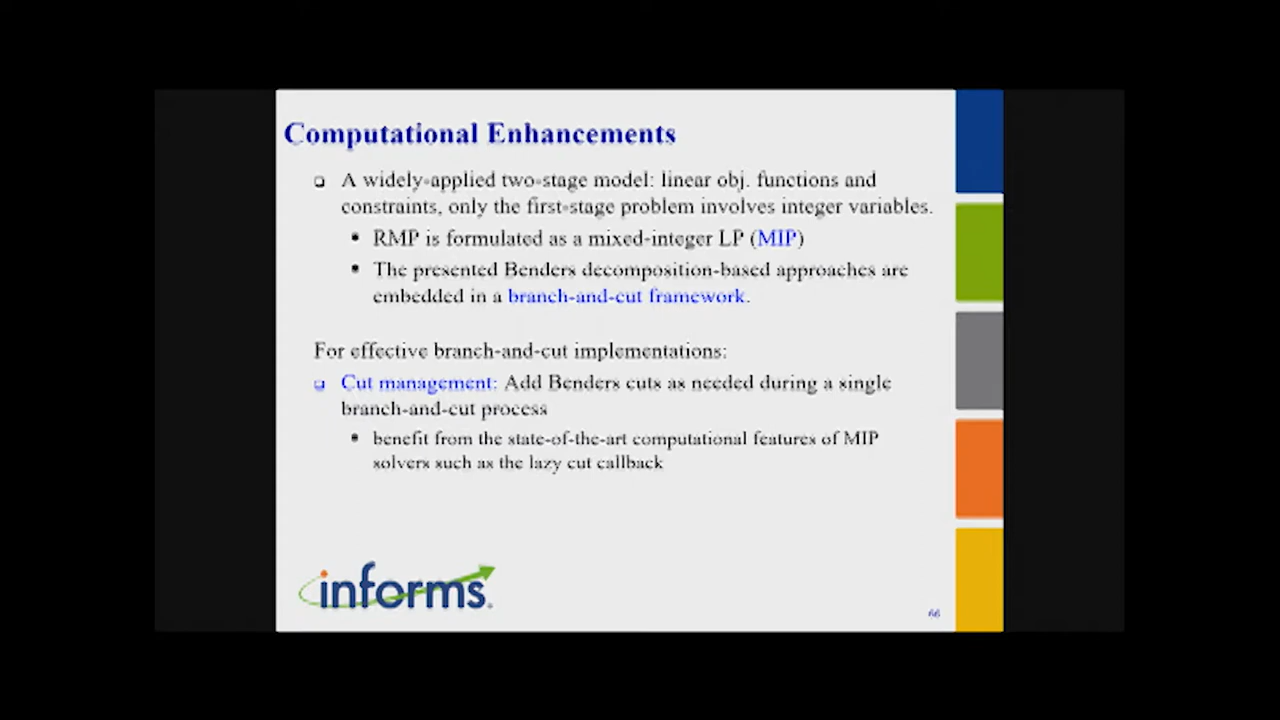 Computational Enhancements
A widely-applied two-stage model: linear obj. functions and
constraints, only the first-stage problem involves integer variables.
RMP is formulated as a mixed-integer LP (MIP)
The presented Benders decomposition-based approaches are
embedded in a branch-and-cut framework.
For effective branch-and-cut implementations:
Cut management: Add Benders cuts as needed during a single
branch-and-cut process
benefit from the state-of-the-art computational features of MIP
solvers such as the lazy cut callback
informs
66